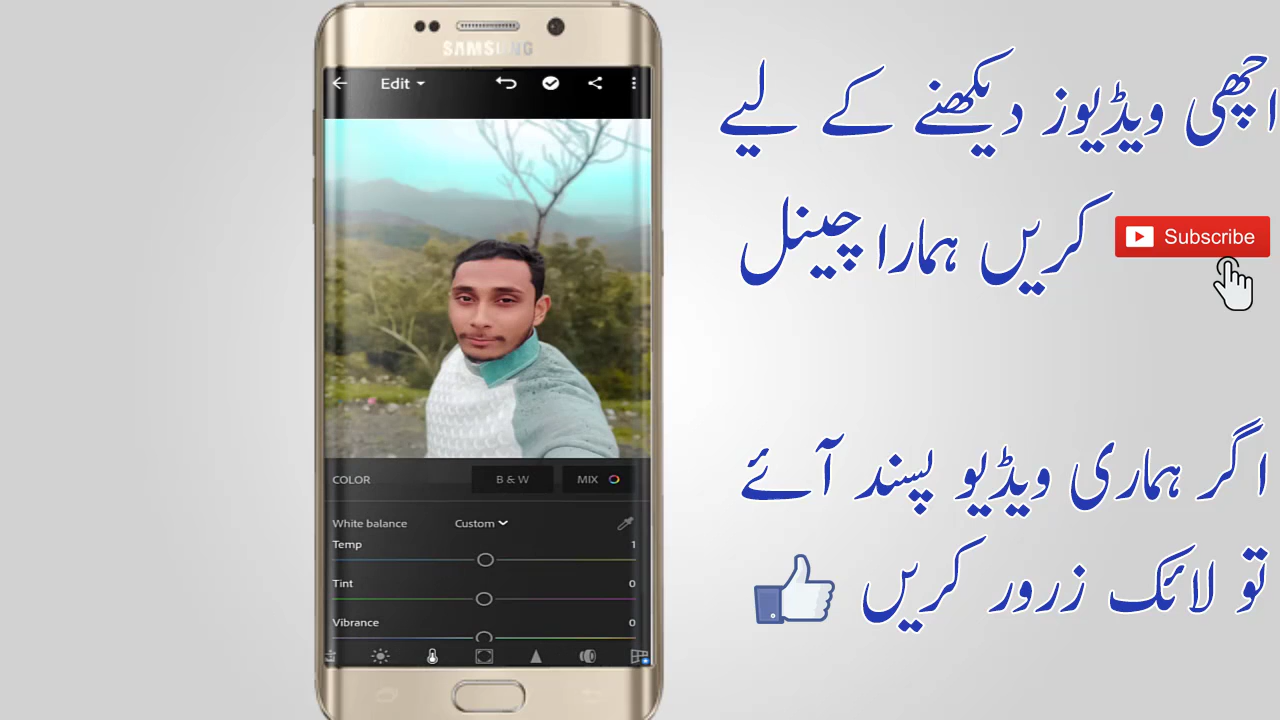 SAMSUNG
Edit
COLOR B & W MIX
White balance Custom
Temp 1
Tint 0
Vibrance 0
اچھی ویڈیوز دیکھنے کے لیے
Subscribe کریں ہمارا چینل
اگر ہماری ویڈیو پسند آئے
تو لائک زرور کریں